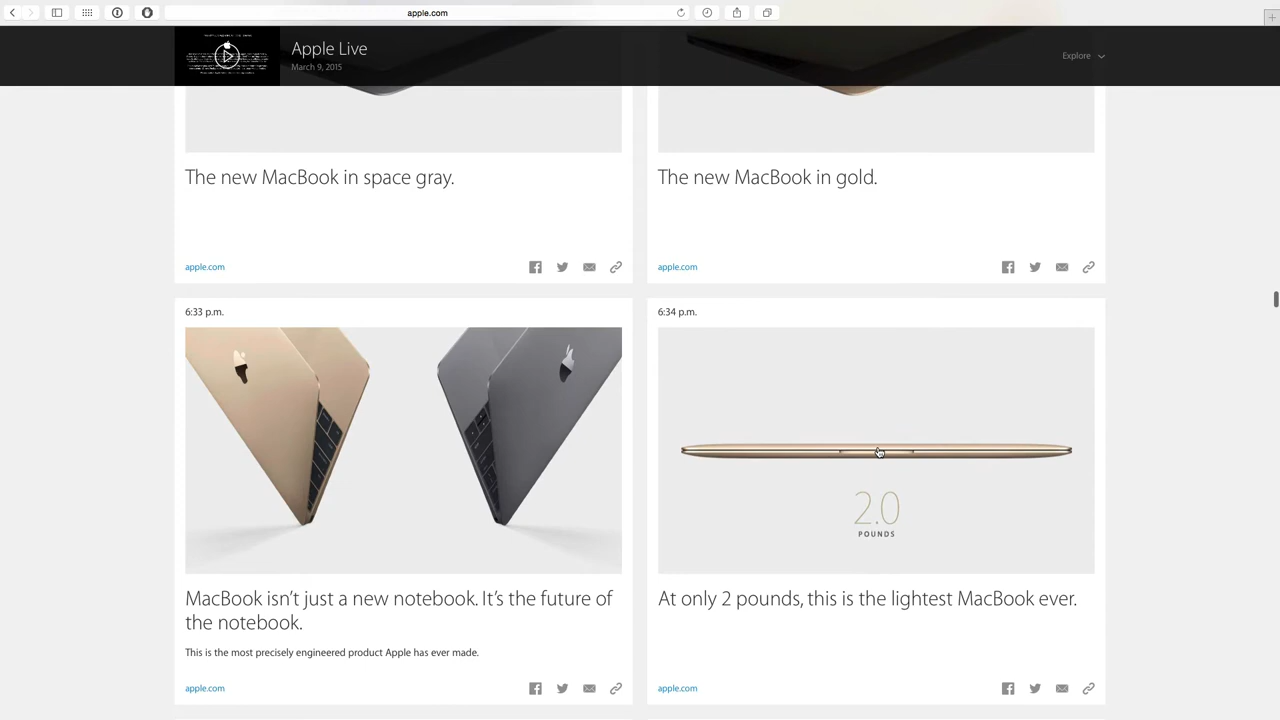 apple.com
Apple Live
March 9, 2015
Explore
The new MacBook in space gray.
apple.com
The new MacBook in gold.
apple.com
6:33 p.m.
MacBook isn’t just a new notebook. It’s the future of
the notebook.
This is the most precisely engineered product Apple has ever made.
apple.com
6:34 p.m.
2.0
POUNDS
At only 2 pounds, this is the lightest MacBook ever.
apple.com